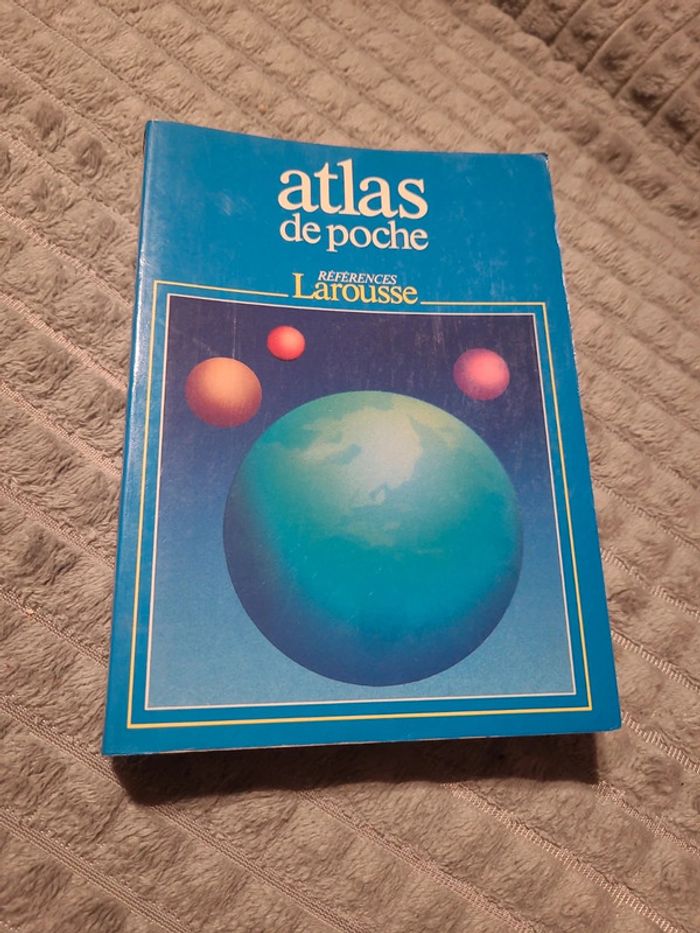 atlas
de poche
RÉFÉRENCES
Larousse